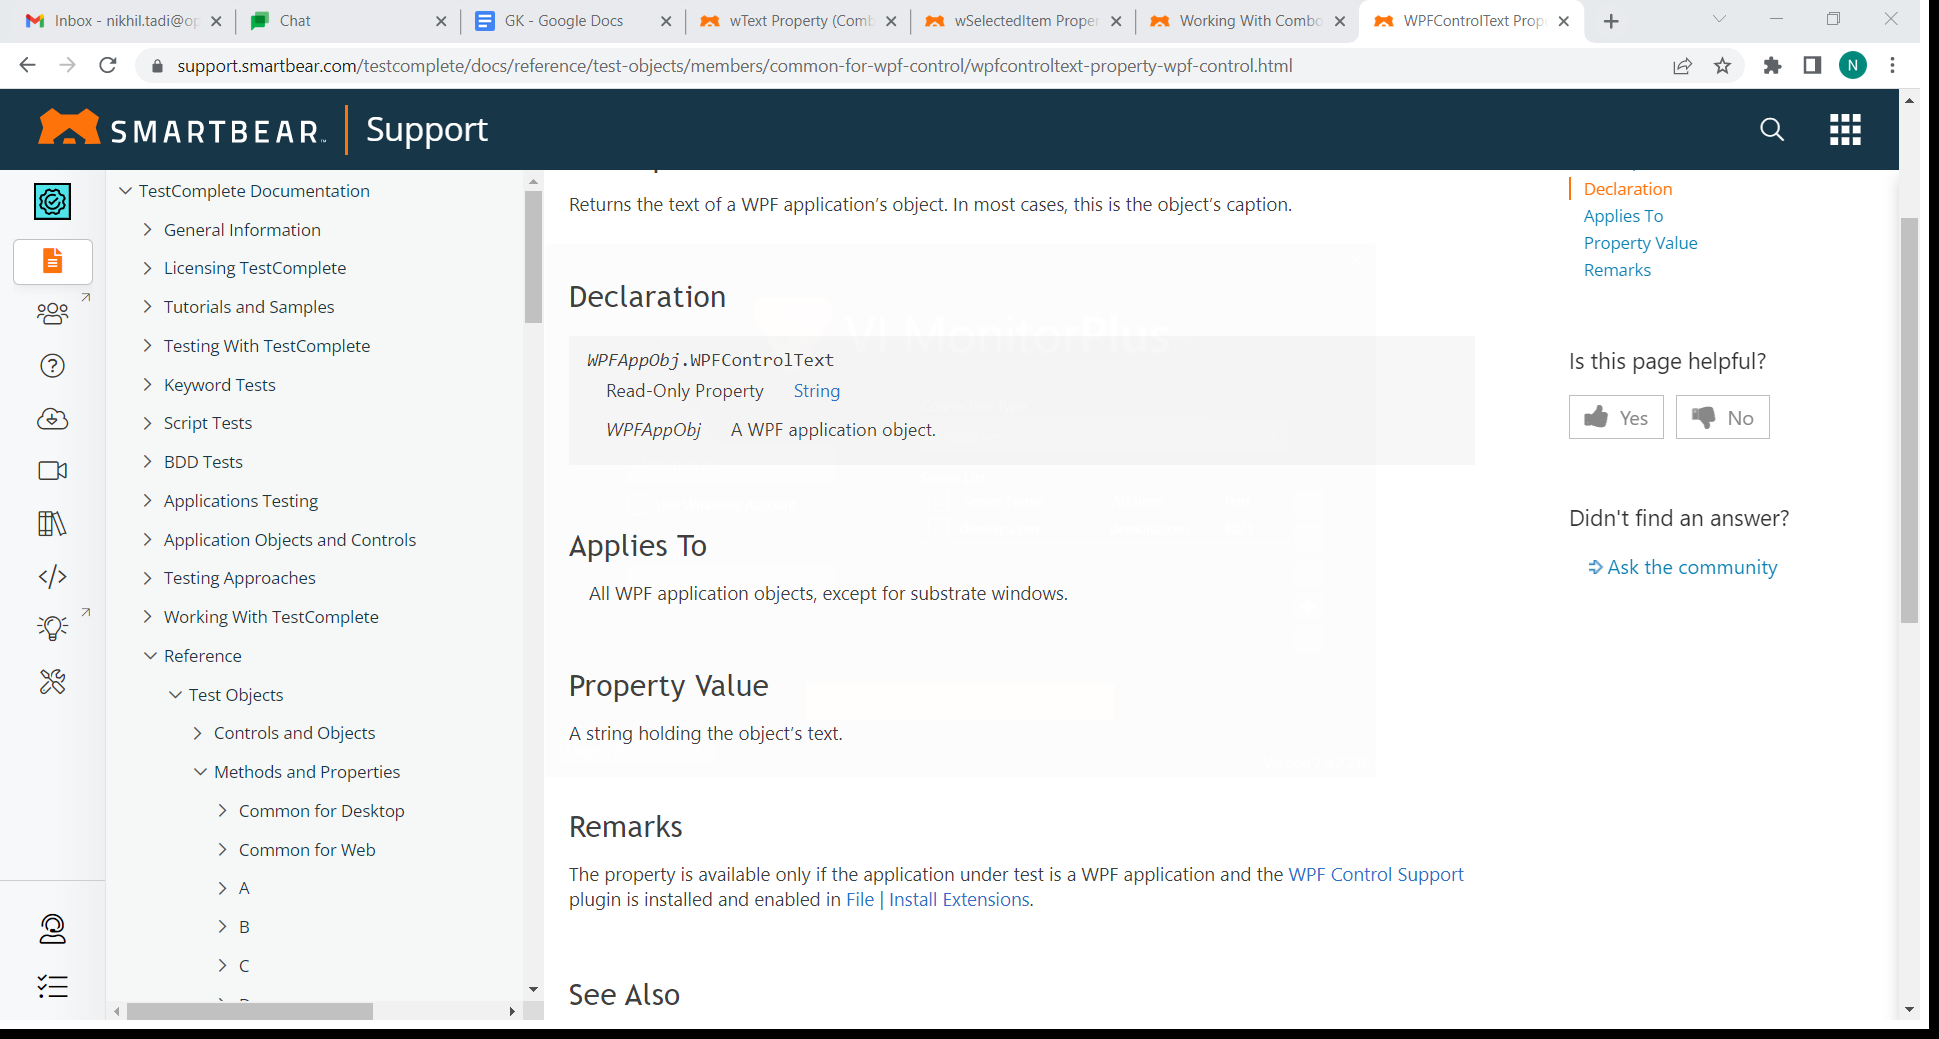 Inbox - nikhil.tadi@op
Chat
GK - Google Docs
wText Property (Comb
wSelectedItem Proper
Working With Combo
WPFControlText Prop
support.smartbear.com/testcomplete/docs/reference/test-objects/members/common-for-wpf-control/wpfcontroltext-property-wpf-control.html
N
SMARTBEAR Support
TestComplete Documentation
General Information
Licensing TestComplete
Tutorials and Samples
Testing With TestComplete
Keyword Tests
Script Tests
BDD Tests
Applications Testing
Application Objects and Controls
Testing Approaches
Working With TestComplete
Reference
Test Objects
Controls and Objects
Methods and Properties
Common for Desktop
Common for Web
A
B
C
Returns the text of a WPF application’s object. In most cases, this is the object’s caption.
Declaration
VI MonitorPlus
WPFAppObj.WPFControlText
Read-Only Property String
WPFAppObj A WPF application object.
Applies To
All WPF application objects, except for substrate windows.
Property Value
A string holding the object’s text.
Remarks
The property is available only if the application under test is a WPF application and the WPF Control Support
plugin is installed and enabled in File | Install Extensions.
See Also
Declaration
Applies To
Property Value
Remarks
Is this page helpful?
Yes
No
Didn't find an answer?
Ask the community